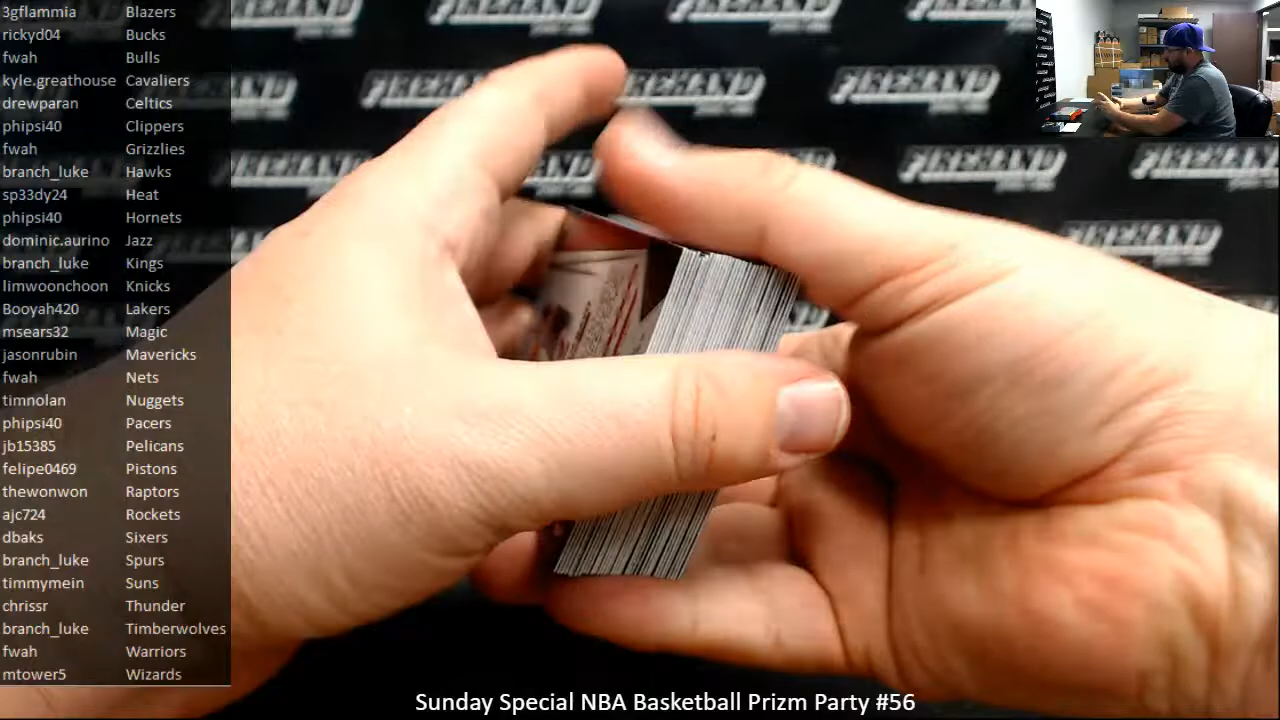 3gflammia Blazers
rickyd04 Bucks
fwah Bulls
kyle.greathouse Cavaliers
drewparan Celtics
phipsi40 Clippers
fwah Grizzlies
branch_luke Hawks
sp33dy24 Heat
phipsi40 Hornets
dominic.aurino Jazz
branch_luke Kings
limwoonchoon Knicks
Booyah420 Lakers
msears32 Magic
jasonrubin Mavericks
fwah Nets
timnolan Nuggets
phipsi40 Pacers
jb15385 Pelicans
felipe0469 Pistons
thewonwon Raptors
ajc724 Rockets
dbaks Sixers
branch_luke Spurs
timmymein Suns
chrissr Thunder
branch_luke Timberwolves
fwah Warriors
mtower5 Wizards
FIREHAND
FIREHAND
FIREHAND
FIREHAND
Sunday Special NBA Basketball Prizm Party #56